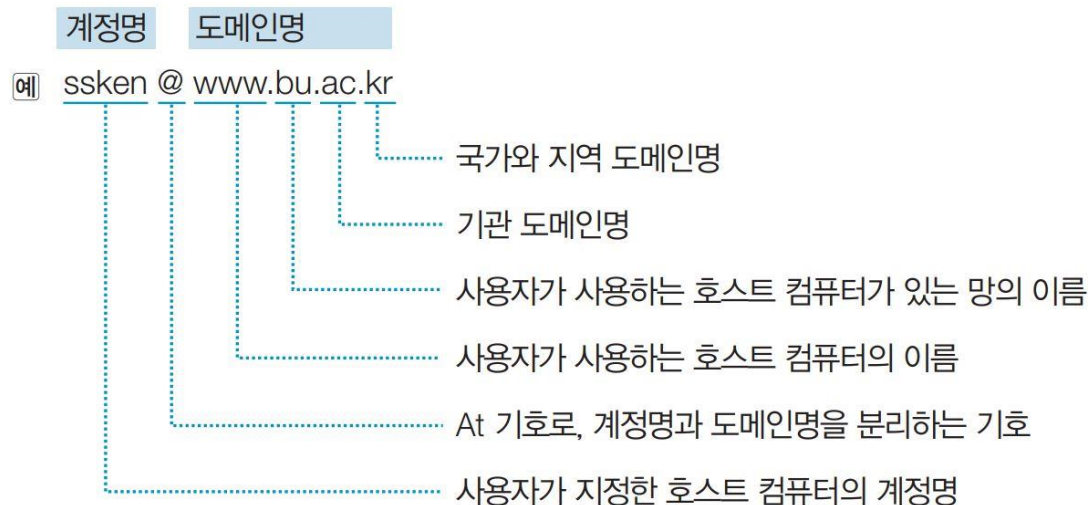 계정명 도메인명
예 ssken @ www.bu.ac.kr
국가와 지역 도메인명
기관 도메인명
사용자가 사용하는 호스트 컴퓨터가 있는 망의 이름
사용자가 사용하는 호스트 컴퓨터의 이름
At 기호로, 계정명과 도메인명을 분리하는 기호
사용자가 지정한 호스트 컴퓨터의 계정명